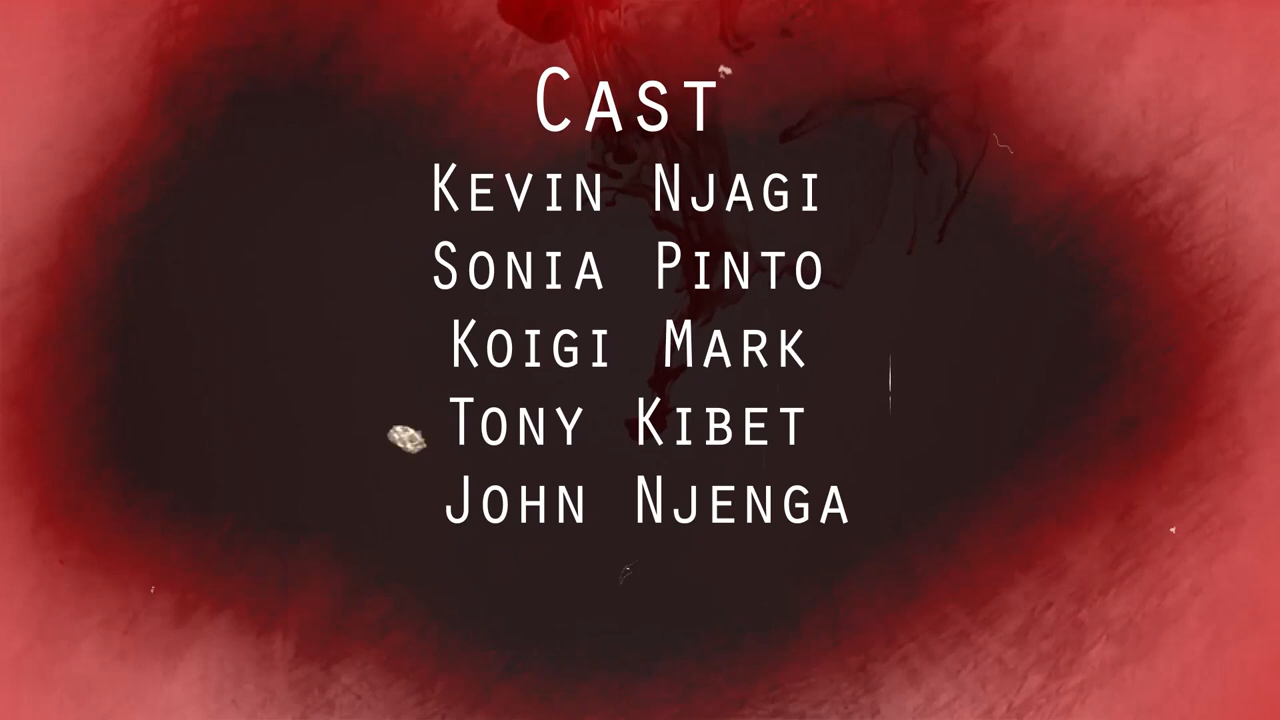 Cast
Kevin Njagi
Sonia Pinto
Koigi Mark
Tony Kibet
John Njenga